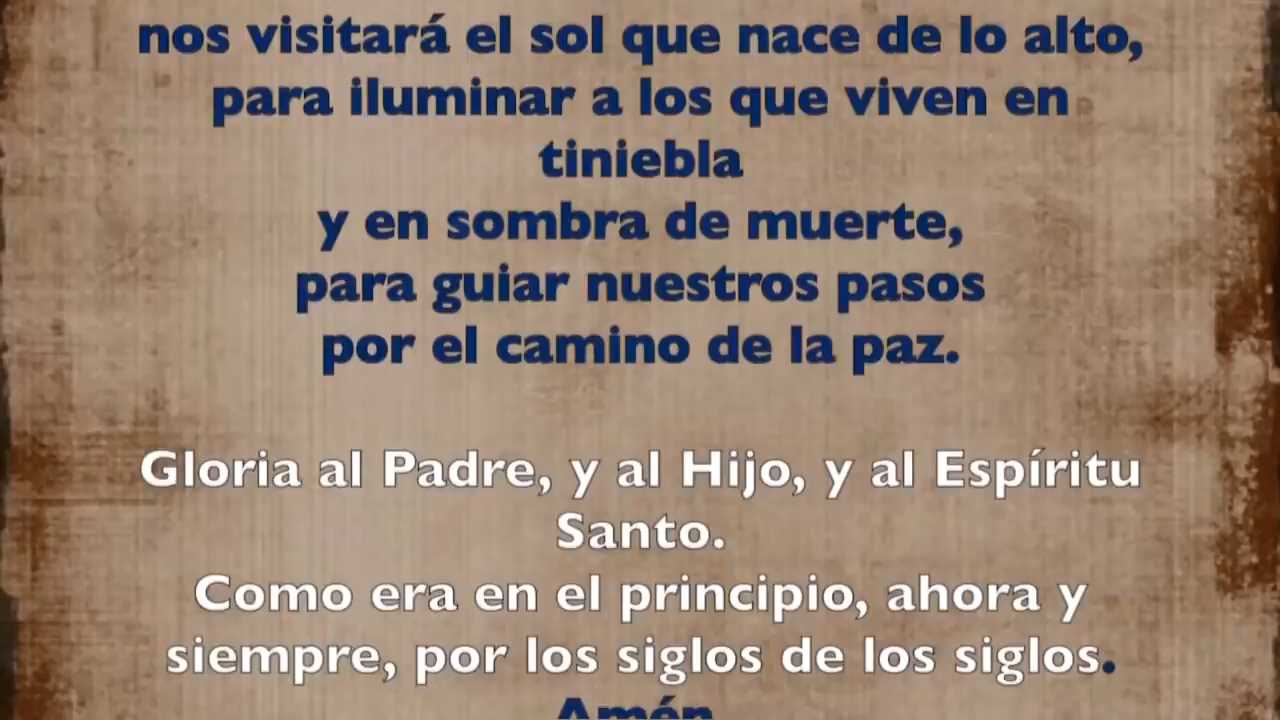 nos visitará el sol que nace de lo alto,
para iluminar a los que viven en
tiniebla
y en sombra de muerte,
para guiar nuestros pasos
por el camino de la paz.
Gloria al Padre, y al Hijo, y al Espíritu
Santo.
Como era en el principio, ahora y
siempre, por los siglos de los siglos.
Amén